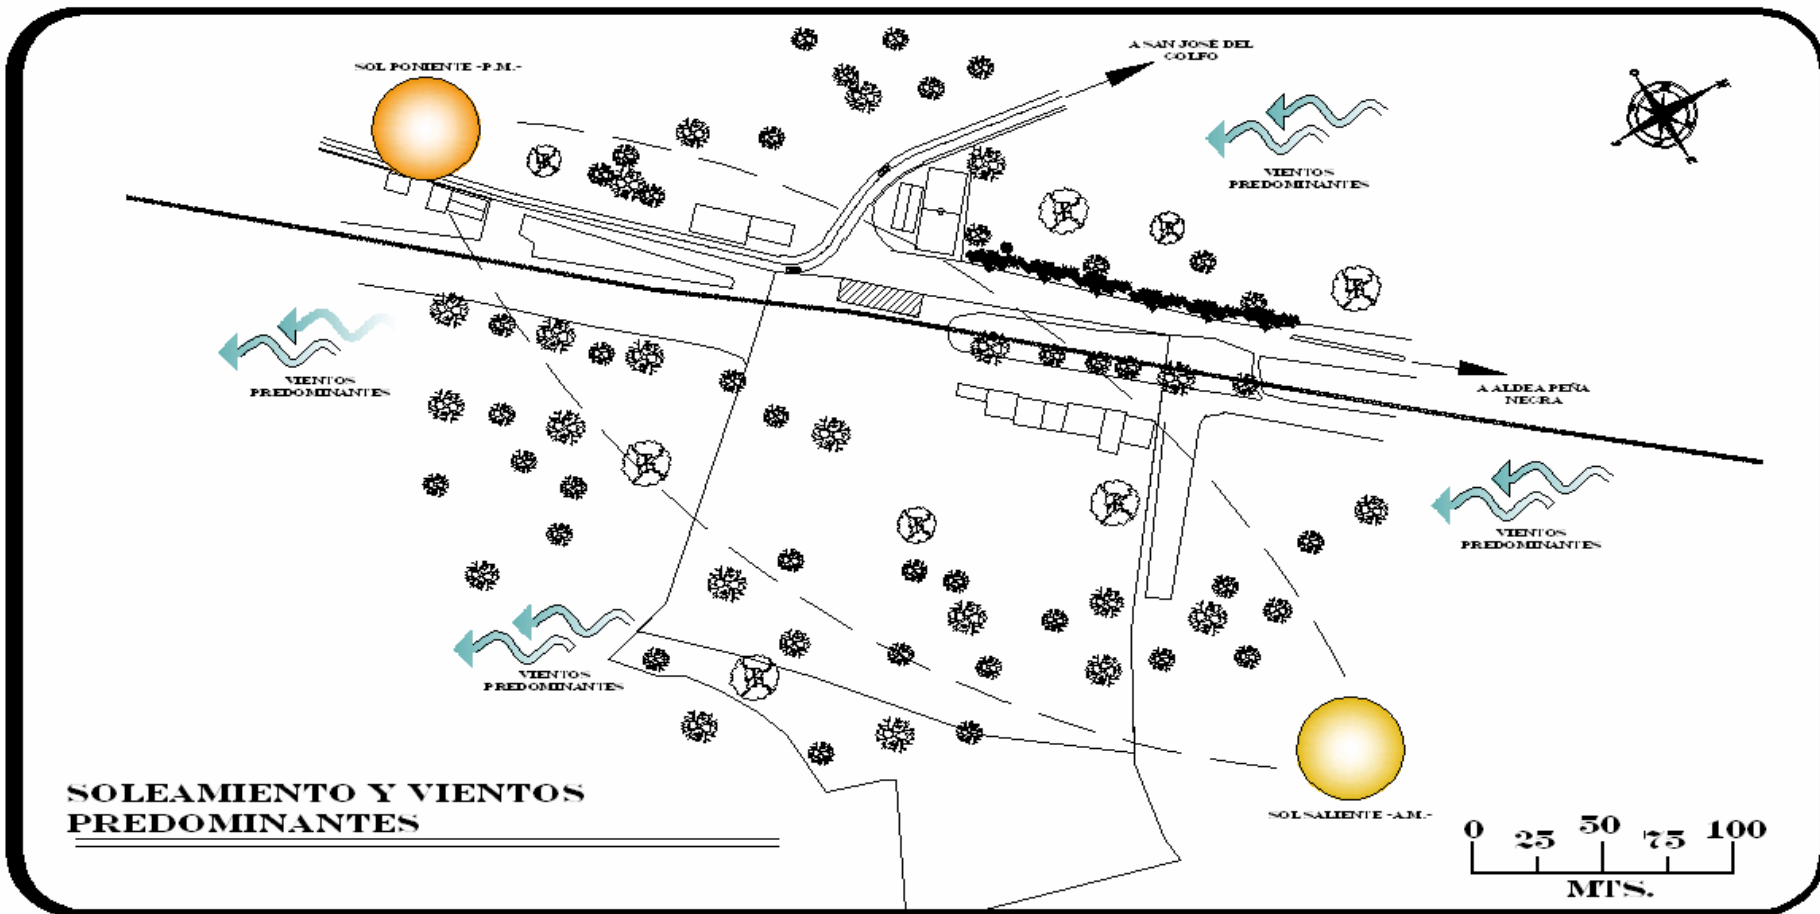 SOL PONIENTE -P.M.-
A SAN JOSÉ DEL
GOLFO
VIENTOS
PREDOMINANTES
VIENTOS
PREDOMINANTES
A ALDEA PEÑA
NEGRA
VIENTOS
PREDOMINANTES
VIENTOS
PREDOMINANTES
SOLEAMIENTO Y VIENTOS
PREDOMINANTES
SOL SALIENTE -A.M.-
0 25 50 75 100
MTS.